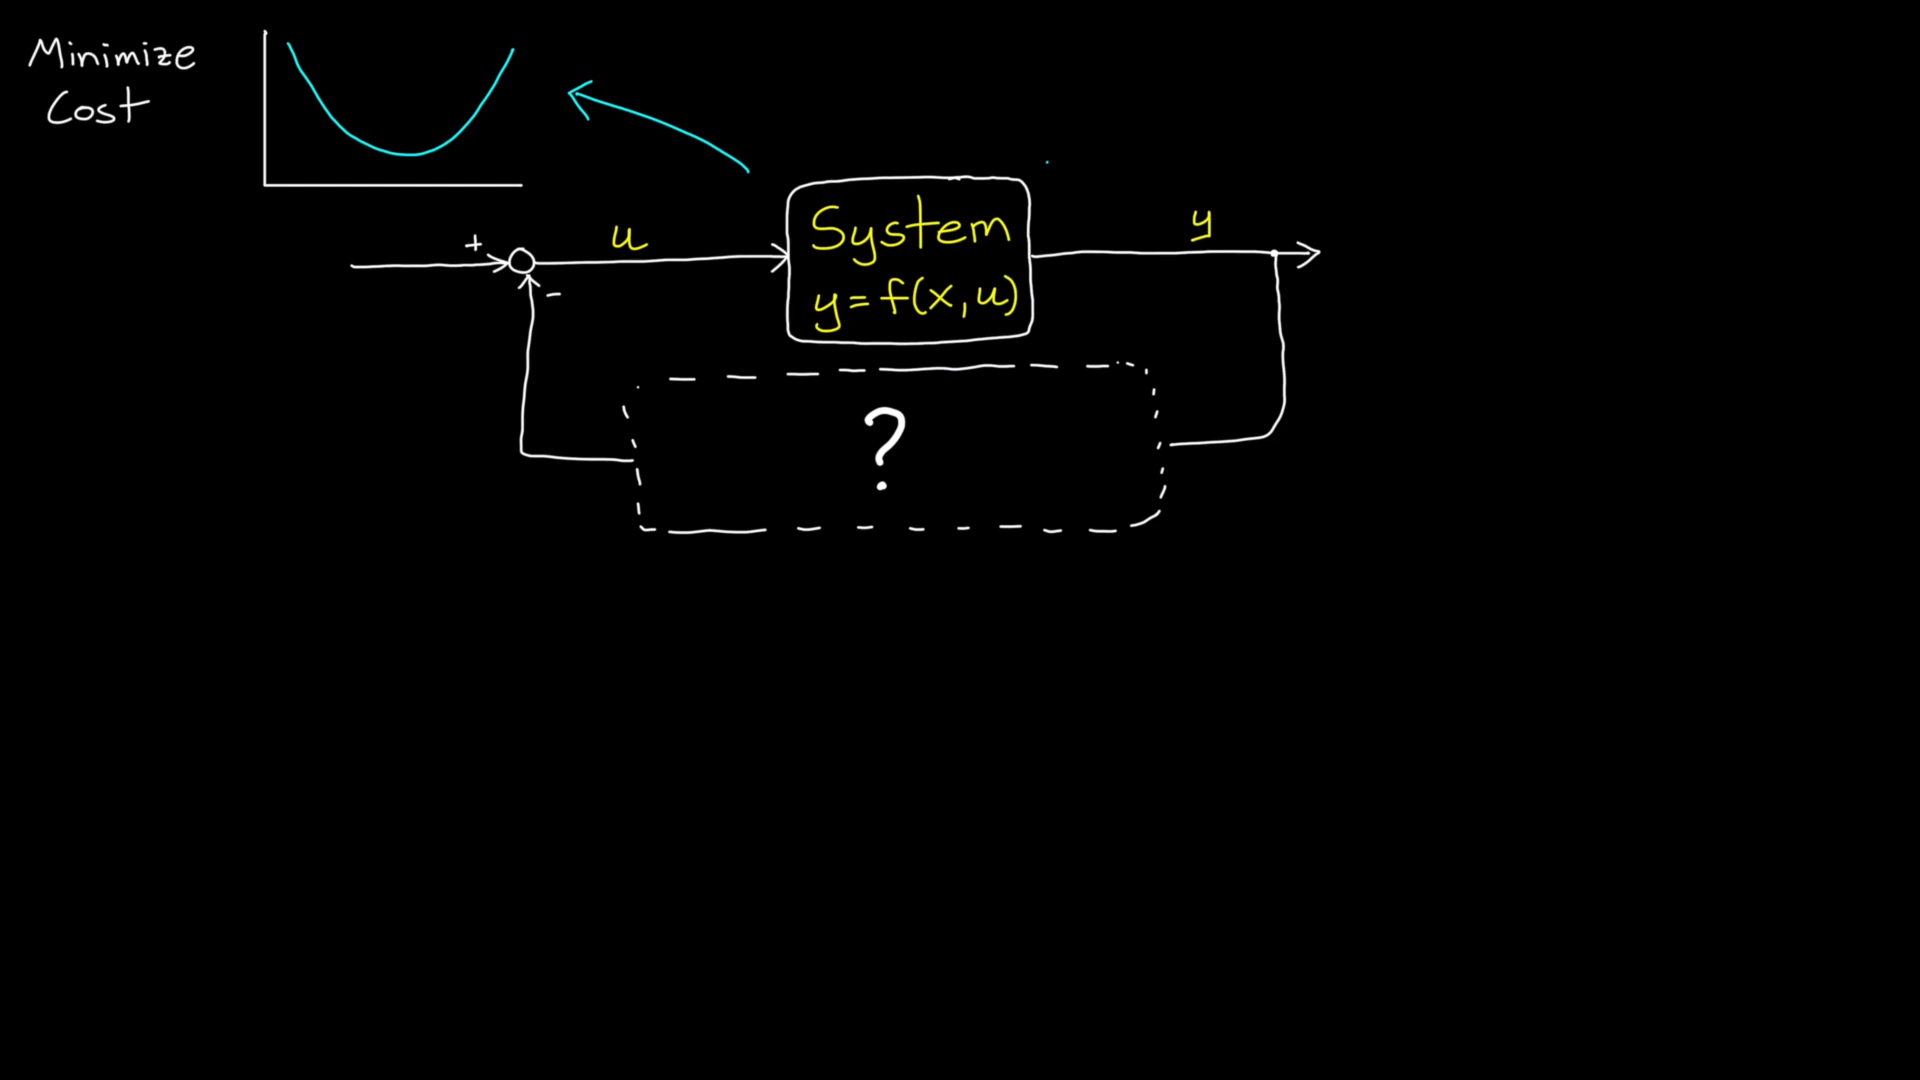 Minimize
Cost
+
u
-
System
y = f(x, u)
y
?